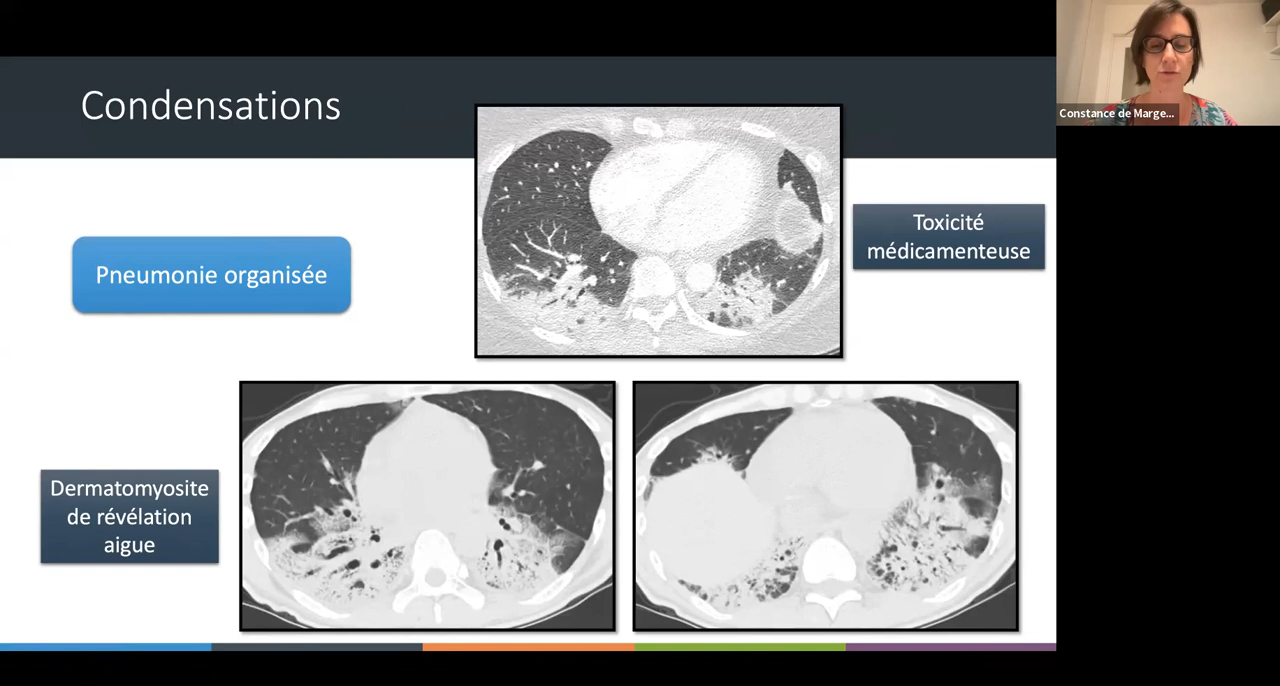 Condensations
Constance de Marge...
Toxicité
médicamenteuse
Pneumonie organisée
Dermatomyosite
de révélation
aigue